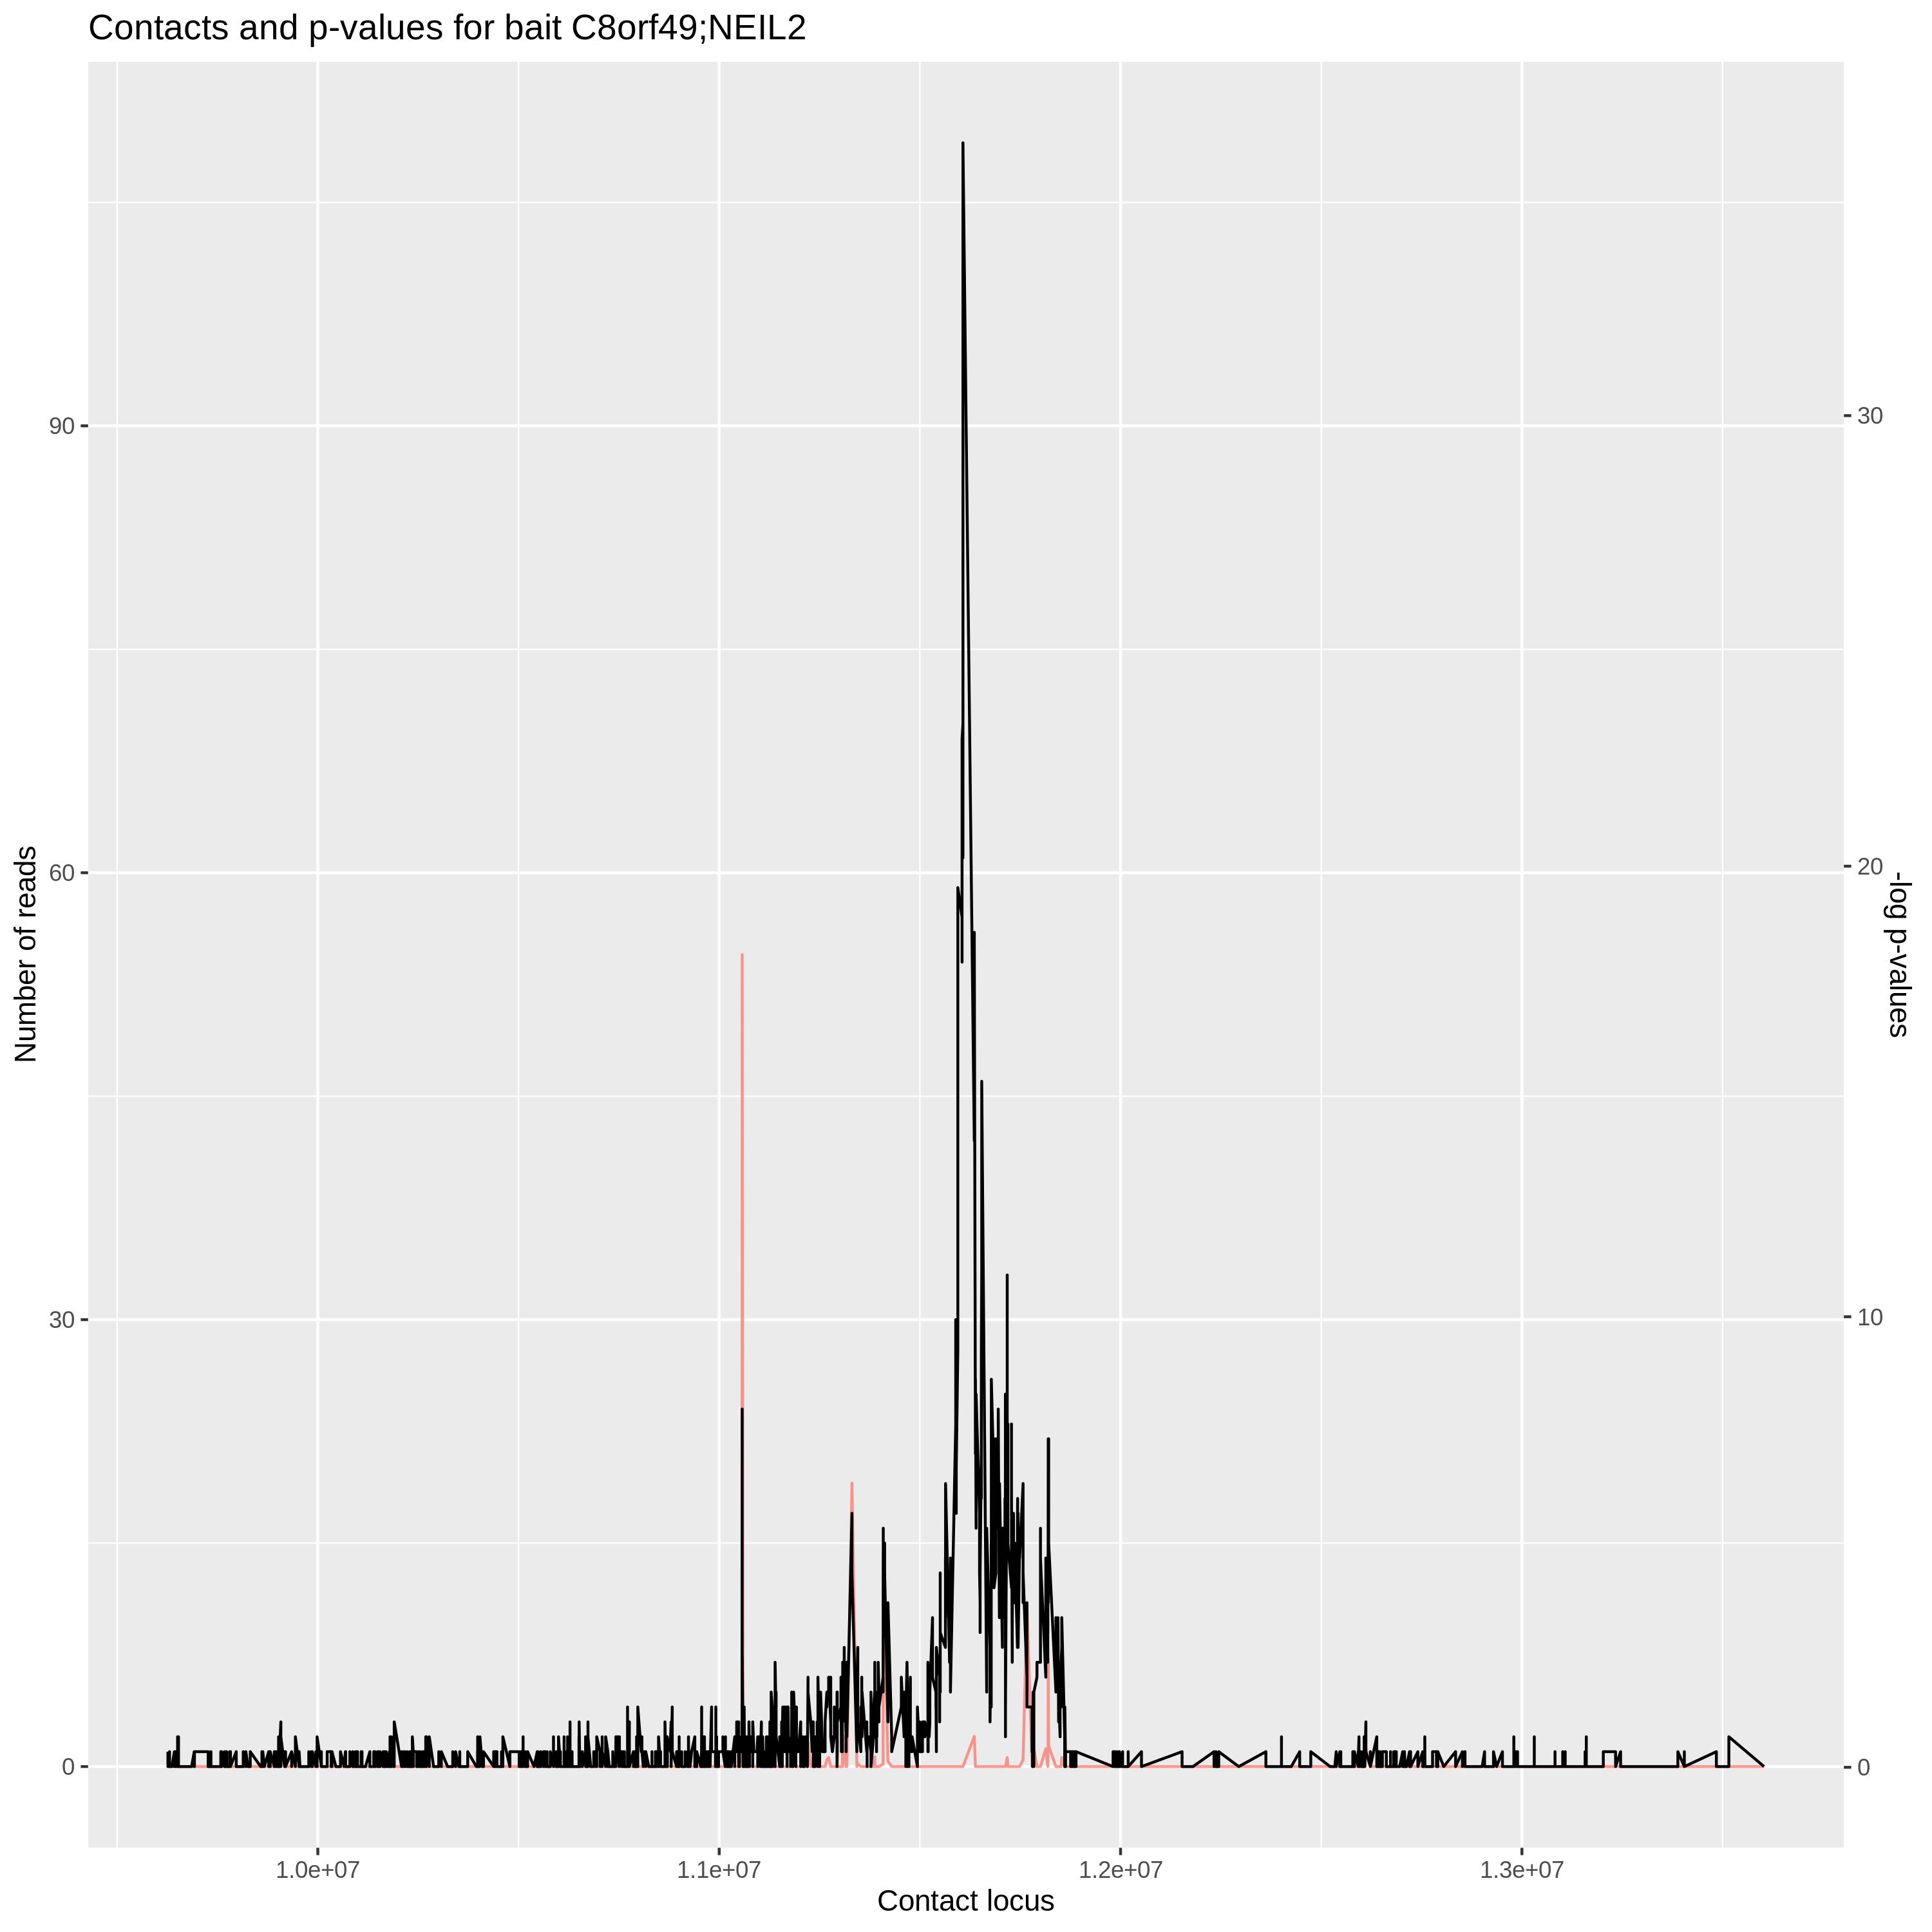 Contacts and p-values for bait C8orf49;NEIL2
Number of reads
90
60
30
0
30
20
10
0
-log p-values
1.0e+07
1.1e+07
1.2e+07
1.3e+07
Contact locus